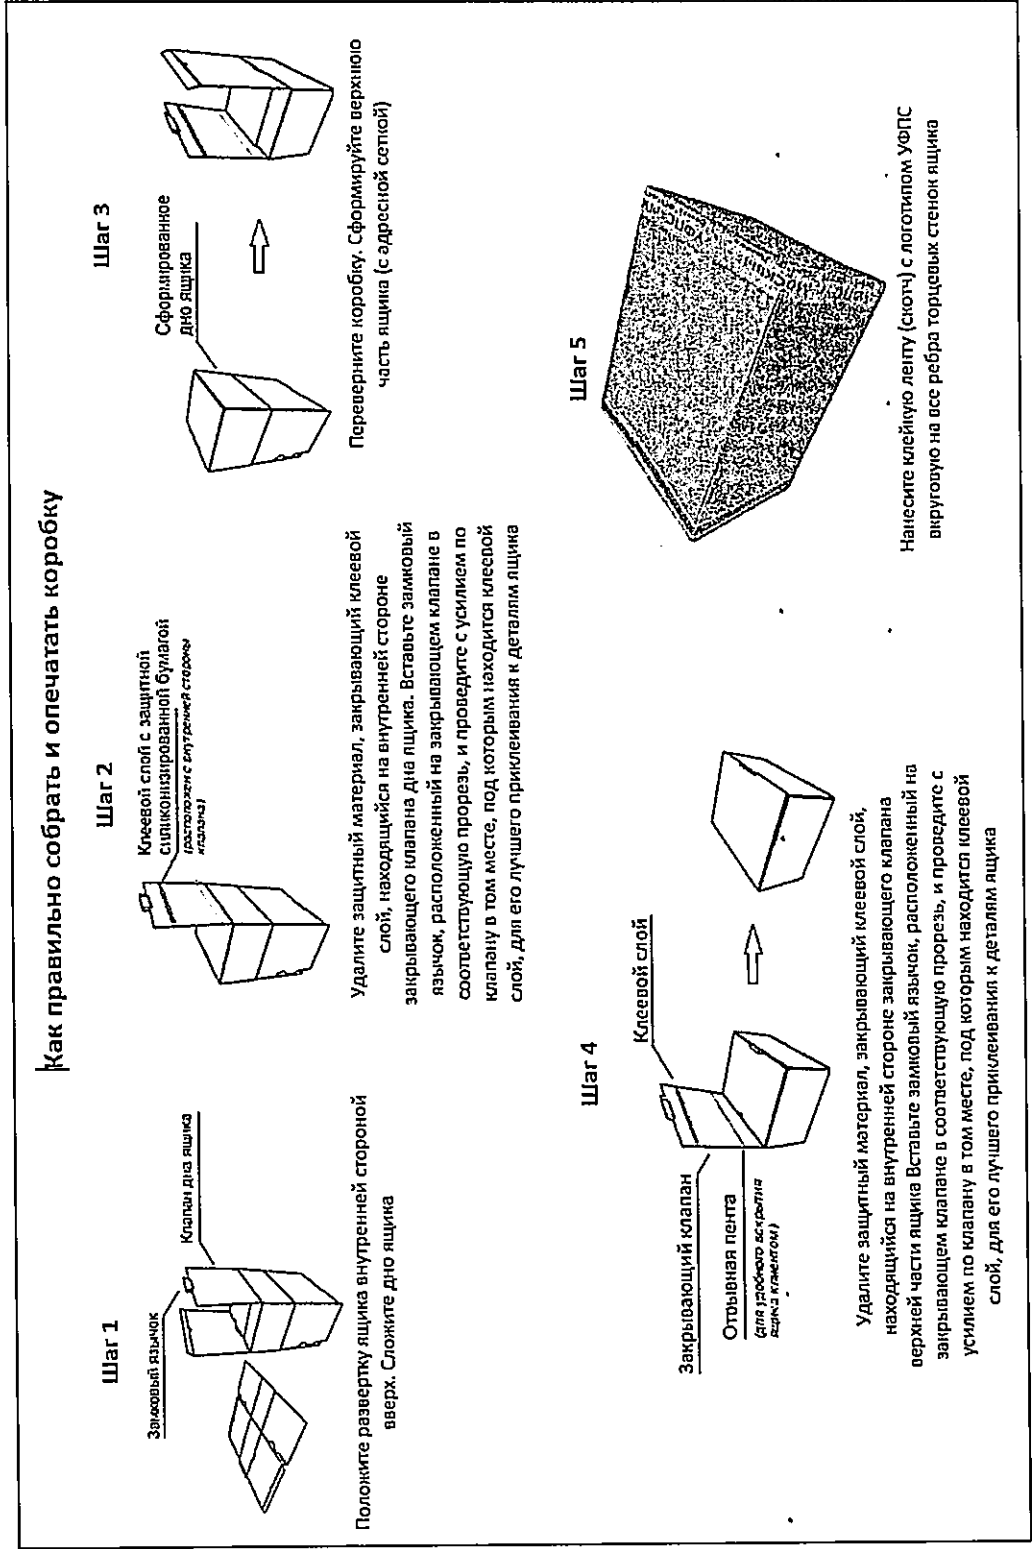 Как правильно собрать и опечатать коробку
Шаг 1
Замковый язычок
Клапан дна ящика
Положите развертку ящика внутренней стороной
вверх. Сложите дно ящика
Шаг 2
Клеевой слой с защитной
силиконизированной бумагой
(расположен с внутренней стороны
клапана)
Удалите защитный материал, закрывающий клеевой
слой, находящийся на внутренней стороне
закрывающего клапана дна ящика. Вставьте замковый
язычок, расположенный на закрывающем клапане в
соответствующую прорезь, и проведите с усилием по
клапану в том месте, под которым находится клеевой
слой, для его лучшего приклеивания к деталям ящика
Шаг 3
Сформированное
дно ящика
Переверните коробку. Сформируйте верхнюю
часть ящика (с адресной сеткой)
Шаг 4
Закрывающий клапан
Клеевой слой
Отрывная лента
(для удобного вскрытия
ящика клиентом)
Удалите защитный материал, закрывающий клеевой слой,
находящийся на внутренней стороне закрывающего клапана
верхней части ящика Вставьте замковый язычок, расположенный на
закрывающем клапане в соответствующую прорезь, и проведите с
усилием по клапану в том месте, под которым находится клеевой
слой, для его лучшего приклеивания к деталям ящика
Шаг 5
Нанесите клейкую ленту (скотч) с логотипом УФПС
вкруговую на все ребра торцевых стенок ящика